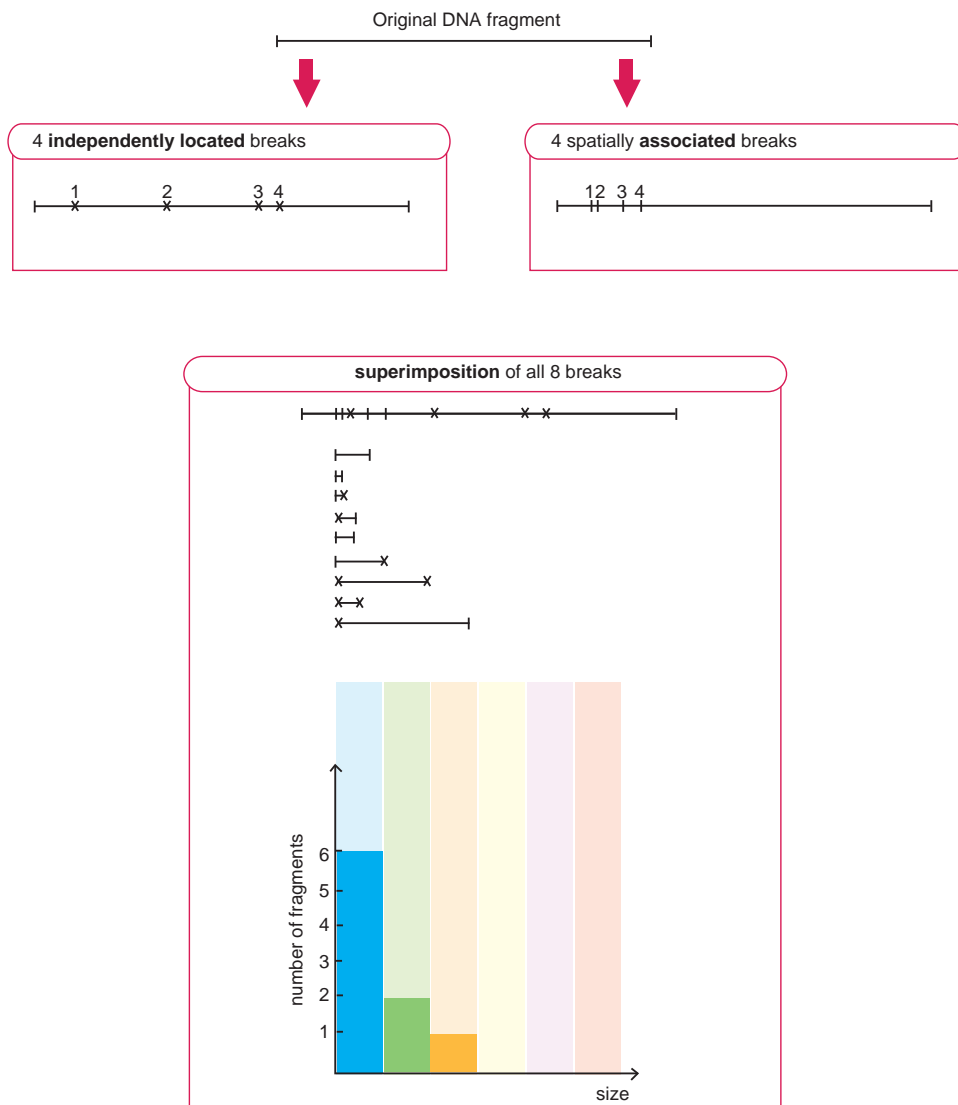 Original DNA fragment
4 independently located breaks
1 2 3 4
4 spatially associated breaks
12 3 4
superimposition of all 8 breaks
number of fragments
6
5
4
3
2
1
size